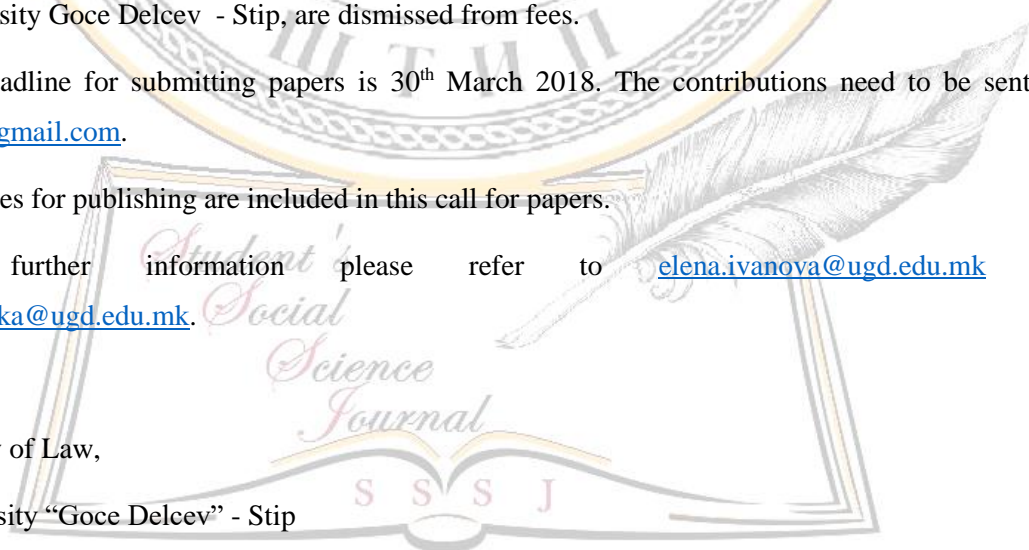 sity Goce Delcev - Stip, are dismissed from fees.
ШТИП
adline for submitting papers is 30th March 2018. The contributions need to be sent
gmail.com.
es for publishing are included in this call for papers.
further information please refer to elena.ivanova@ugd.edu.mk
ka@ugd.edu.mk.
Student's
Social
Science
Journal
of Law,
S S S J
sity “Goce Delcev” - Stip